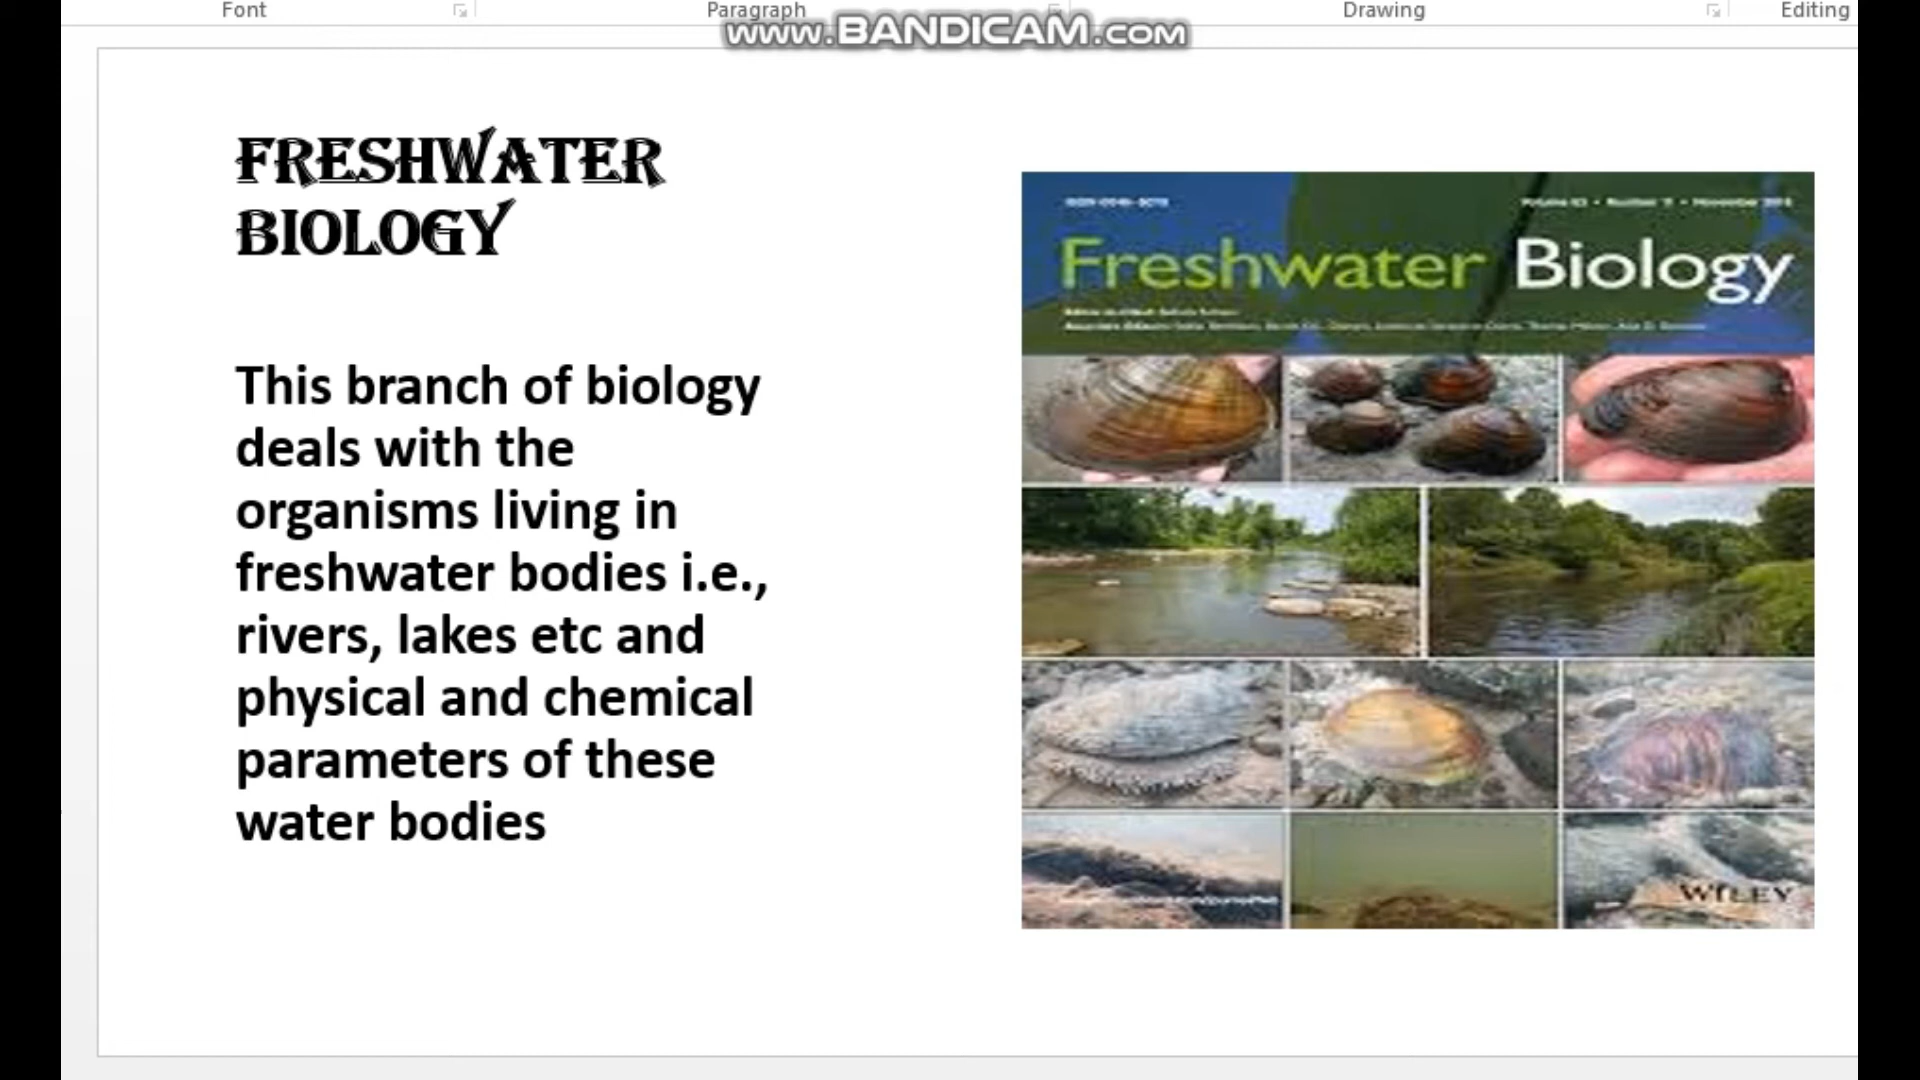 Font Paragraph Drawing Editing
www.BANDICAM.com
FRESHWATER
BIOLOGY
This branch of biology
deals with the
organisms living in
freshwater bodies i.e.,
rivers, lakes etc and
physical and chemical
parameters of these
water bodies
Freshwater Biology
WILEY